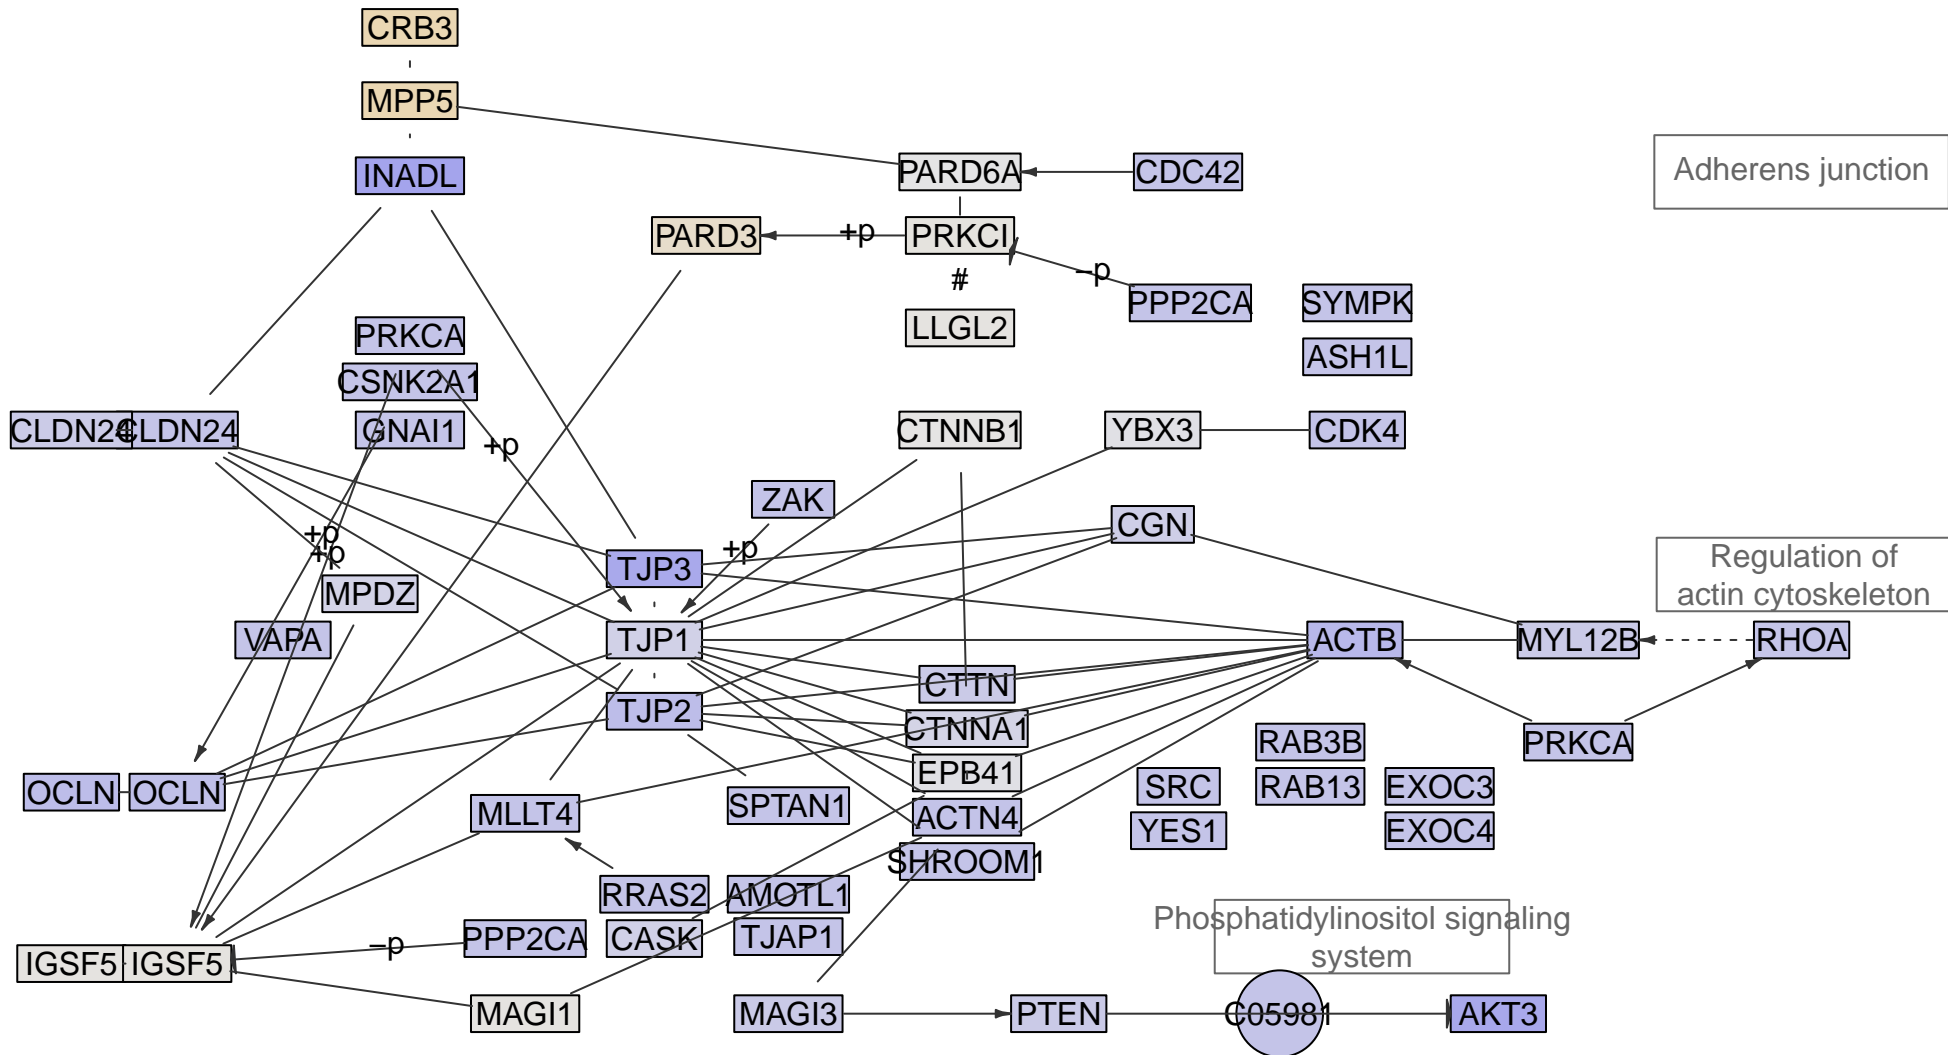 CRB3
MPP5
INADL
PARD6A
CDC42
Adherens junction
PARD3
+p
PRKCI
−p
#
PPP2CA
SYMPK
PRKCA
LLGL2
ASH1L
CSNK2A1
CLDN24
CLDN24
GNAI1
+p
CTNNB1
YBX3
CDK4
ZAK
CGN
+p
+p
+p
TJP3
Regulation of
actin cytoskeleton
MPDZ
VAPA
TJP1
ACTB
MYL12B
RHOA
CTTN
TJP2
CTNNA1
RAB3B
PRKCA
EPB41
OCLN
OCLN
MLLT4
SPTAN1
SRC
RAB13
EXOC3
ACTN4
YES1
EXOC4
SHROOM1
RRAS2
AMOTL1
Phosphatidylinositol signaling
system
PPP2CA
CASK
TJAP1
−p
IGSF5
IGSF5
MAGI1
MAGI3
PTEN
C05981
AKT3